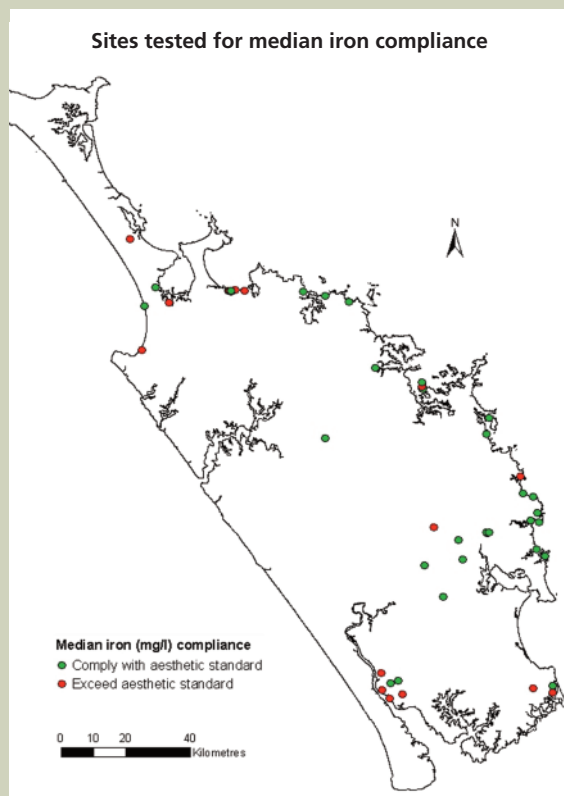 Sites tested for median iron compliance
N
Median iron (mg/l) compliance
Comply with aesthetic standard
Exceed aesthetic standard
0 10 20 40
Kilometres